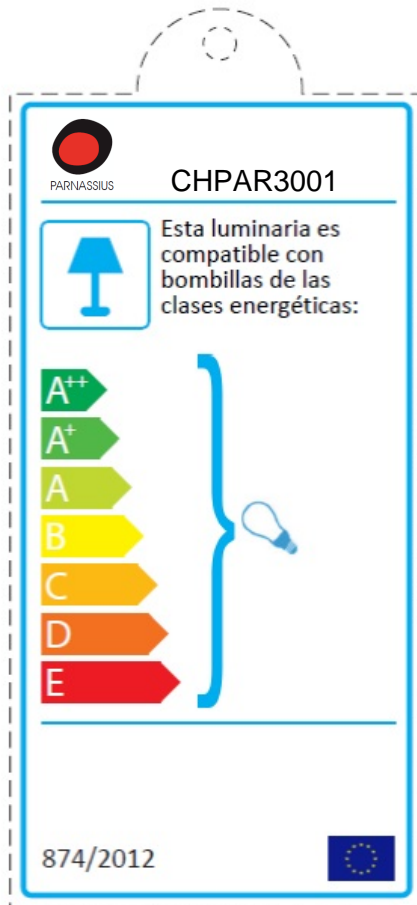 PARNASSIUS
CHPAR3001
Esta luminaria es
compatible con
bombillas de las
clases energéticas:
A++
A+
A
B
C
D
E
874/2012